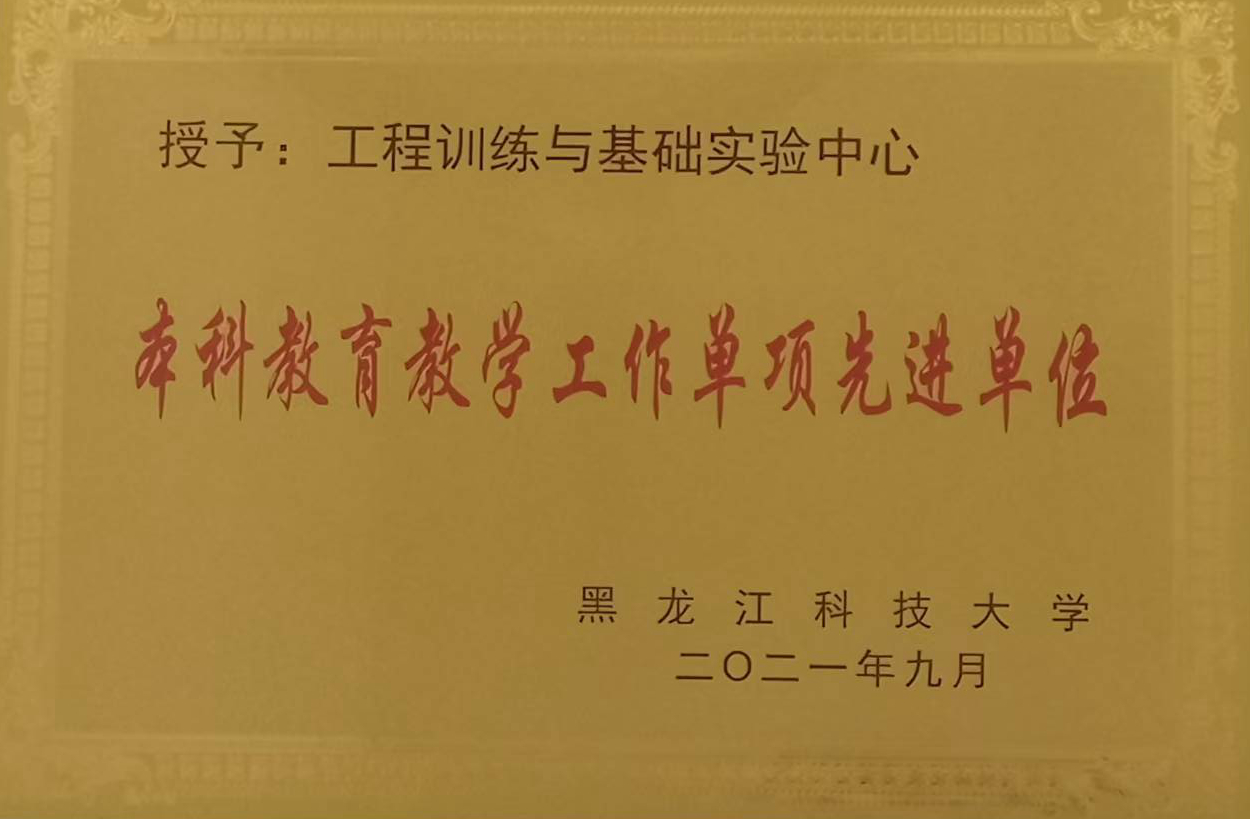 授予：工程训练与基础实验中心
本科教育教学工作单项先进单位
黑龙江科技大学
二〇二一年九月